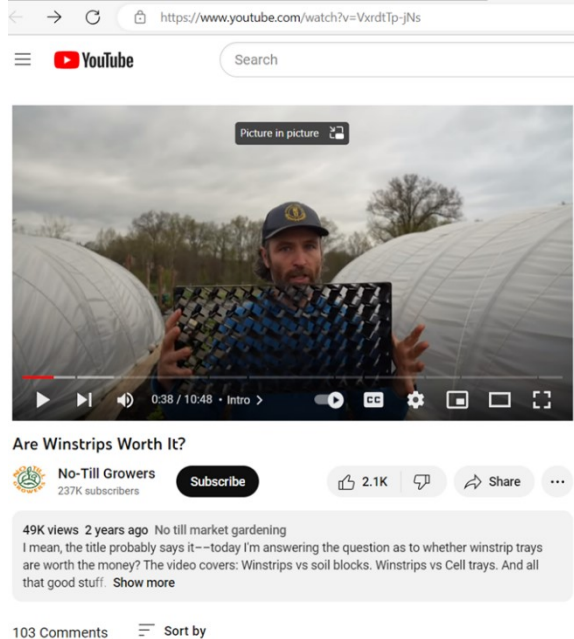 https://www.youtube.com/watch?v=VxrdtTp-jNs
YouTube
Search
Picture in picture
0:38 / 10:48 • Intro >
CC
Are Winstrips Worth It?
NO-TILL GROWERS
No-Till Growers
237K subscribers
Subscribe
2.1K
Share
49K views 2 years ago No till market gardening
I mean, the title probably says it--today I'm answering the question as to whether winstrip trays
are worth the money? The video covers: Winstrips vs soil blocks. Winstrips vs Cell trays. And all
that good stuff. Show more
103 Comments
Sort by